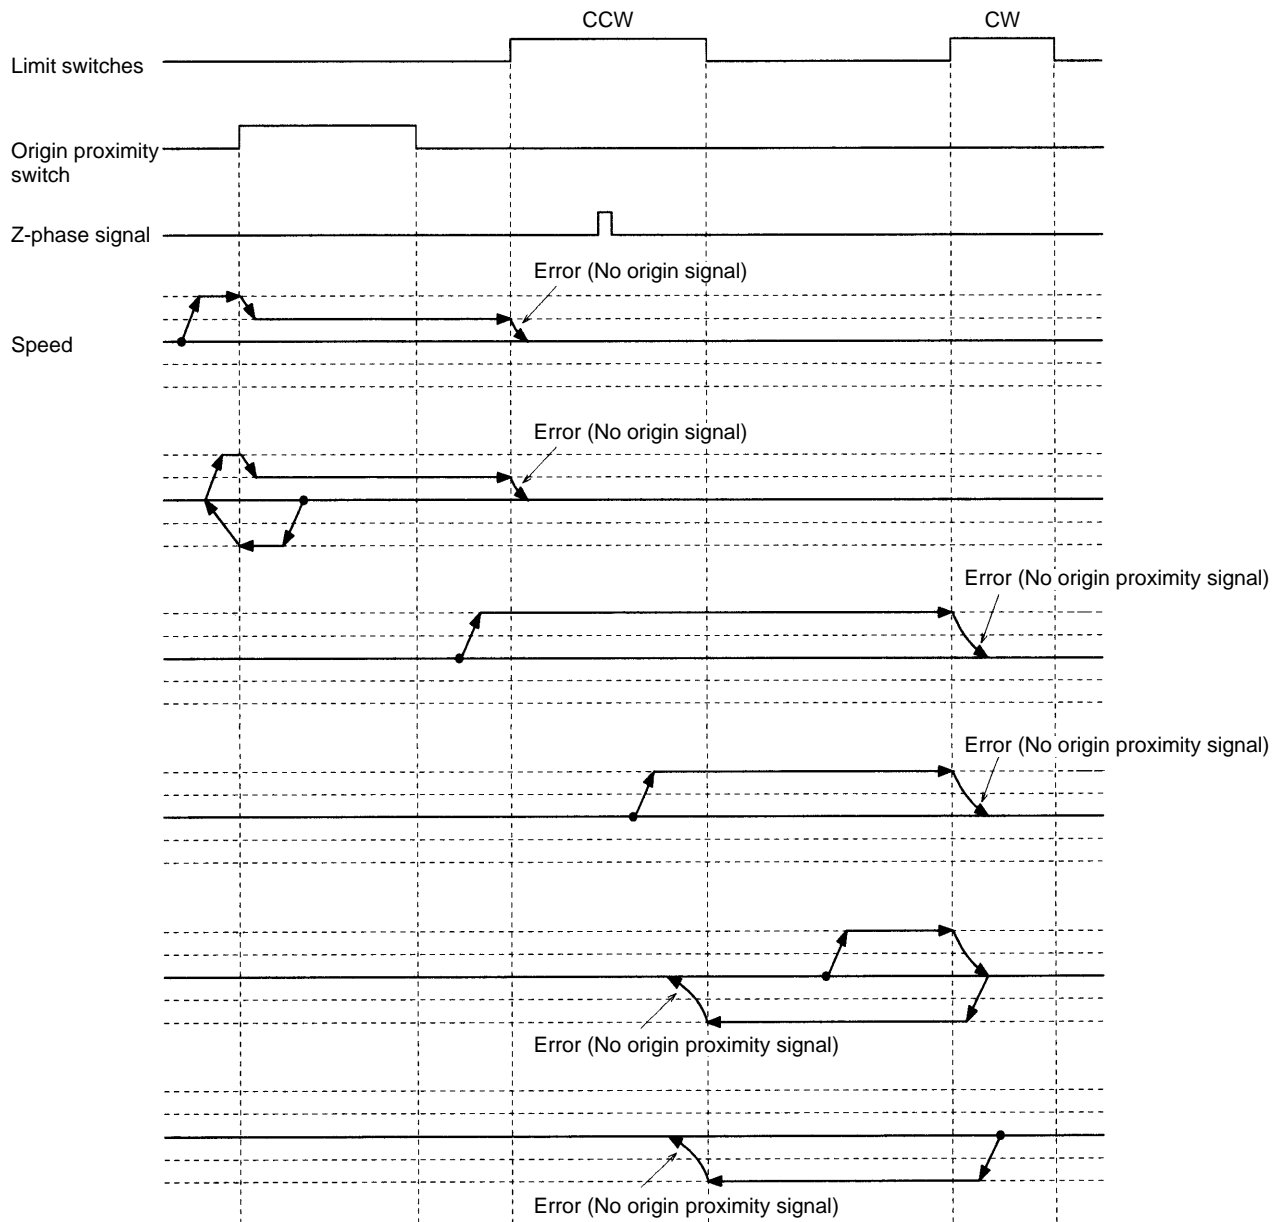 CCW
CW
Limit switches
Origin proximity
switch
Z-phase signal
Error (No origin signal)
Speed
Error (No origin signal)
Error (No origin proximity signal)
Error (No origin proximity signal)
Error (No origin proximity signal)
Error (No origin proximity signal)